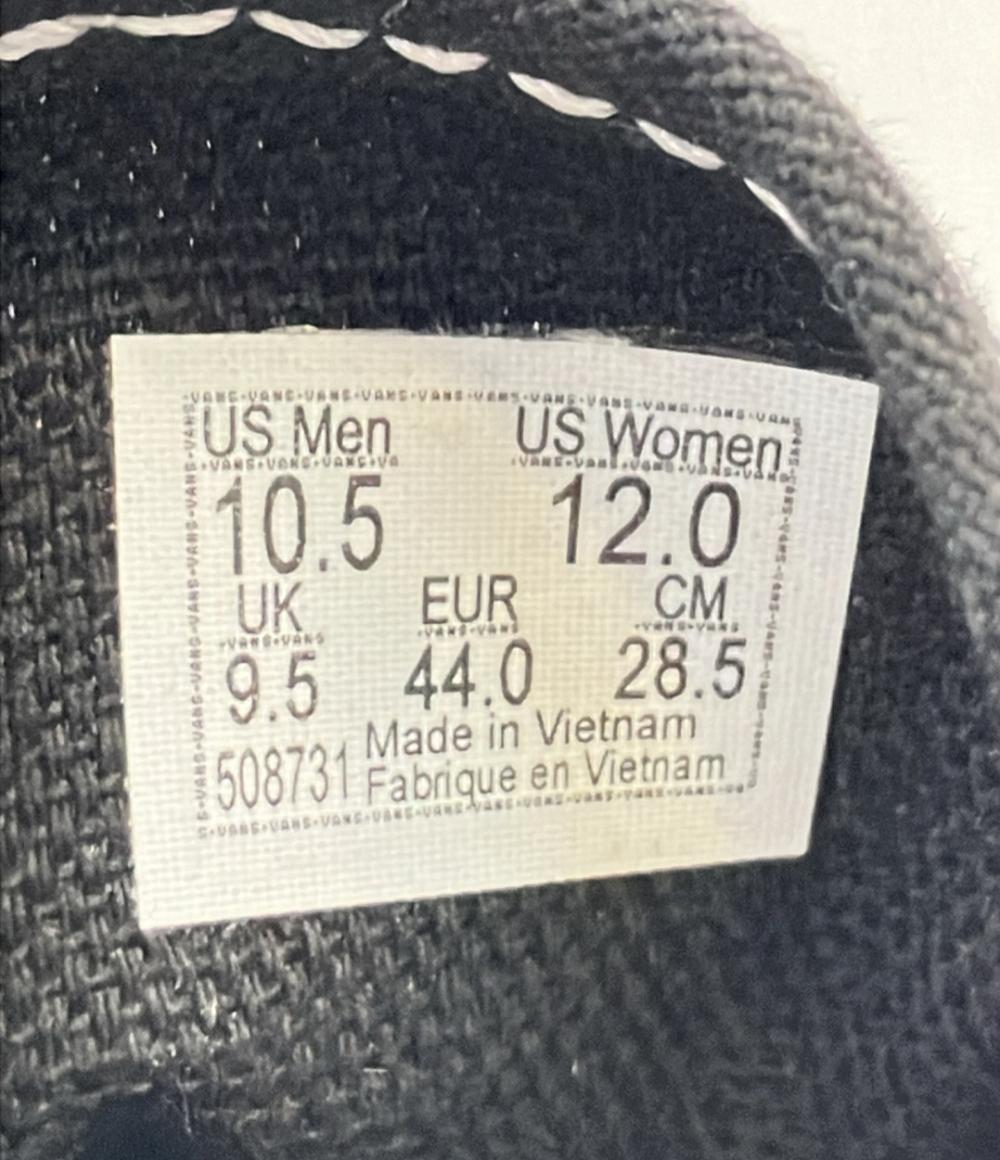 US Men US Women
10.5 12.0
UK EUR CM
9.5 44.0 28.5
Made in Vietnam
508731 Fabrique en Vietnam